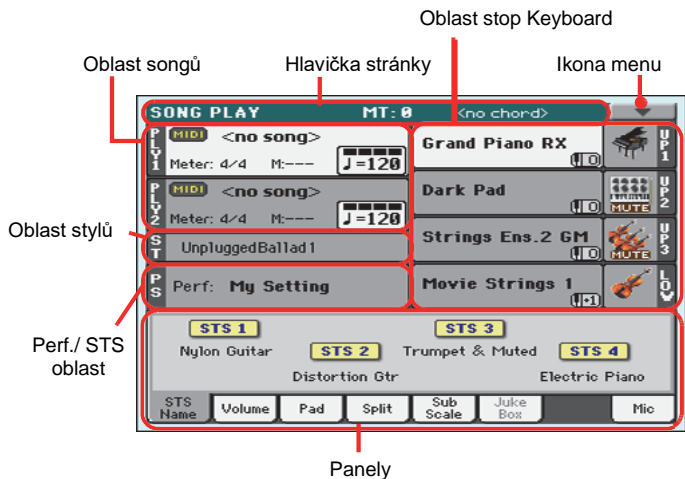 Oblast stop Keyboard
Oblast songů
Hlavička stránky
Ikona menu
SONG PLAY MT: 0 <no chord>
PLY1
MIDI <no song>
Meter: 4/4 M:---
♩=120
Grand Piano RX
0
UP1
PLY2
MIDI <no song>
Meter: 4/4 M:---
♩=120
Dark Pad
0
MUTE
UP2
Oblast stylů
ST
UnpluggedBallad1
Strings Ens.2 GM
0
MUTE
UP3
PS
Perf: My Setting
Movie Strings 1
+1
LOW
Perf./ STS
oblast
STS 1
Nylon Guitar
STS 2
Distortion Gtr
STS 3
Trumpet & Muted
STS 4
Electric Piano
STS
Name
Volume
Pad
Split
Sub
Scale
Juke
Box
Mic
Panely